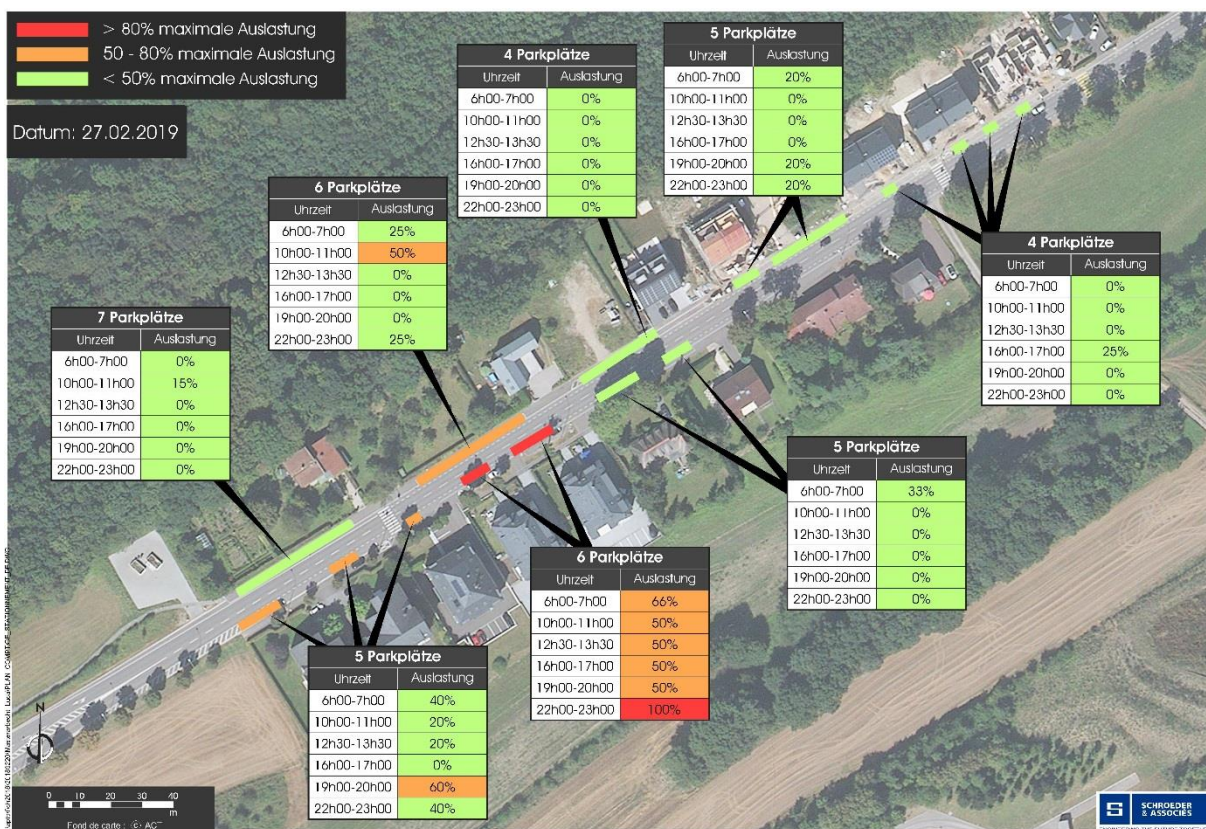 > 80% maximale Auslastung
50 - 80% maximale Auslastung
< 50% maximale Auslastung
Datum: 27.02.2019
7 Parkplätze
Uhrzeit Auslastung
6h00-7h00 0%
10h00-11h00 15%
12h30-13h30 0%
16h00-17h00 0%
19h00-20h00 0%
22h00-23h00 0%
6 Parkplätze
Uhrzeit Auslastung
6h00-7h00 25%
10h00-11h00 50%
12h30-13h30 0%
16h00-17h00 0%
19h00-20h00 0%
22h00-23h00 25%
4 Parkplätze
Uhrzeit Auslastung
6h00-7h00 0%
10h00-11h00 0%
12h30-13h30 0%
16h00-17h00 0%
19h00-20h00 0%
22h00-23h00 0%
5 Parkplätze
Uhrzeit Auslastung
6h00-7h00 20%
10h00-11h00 0%
12h30-13h30 0%
16h00-17h00 0%
19h00-20h00 20%
22h00-23h00 20%
4 Parkplätze
Uhrzeit Auslastung
6h00-7h00 0%
10h00-11h00 0%
12h30-13h30 0%
16h00-17h00 25%
19h00-20h00 0%
22h00-23h00 0%
5 Parkplätze
Uhrzeit Auslastung
6h00-7h00 33%
10h00-11h00 0%
12h30-13h30 0%
16h00-17h00 0%
19h00-20h00 0%
22h00-23h00 0%
6 Parkplätze
Uhrzeit Auslastung
6h00-7h00 66%
10h00-11h00 50%
12h30-13h30 50%
16h00-17h00 50%
19h00-20h00 50%
22h00-23h00 100%
5 Parkplätze
Uhrzeit Auslastung
6h00-7h00 40%
10h00-11h00 20%
12h30-13h30 20%
16h00-17h00 0%
19h00-20h00 60%
22h00-23h00 40%
N
0 10 20 30 40
m
Fond de carte : (c) ACT
S SCHROEDER
& ASSOCIÉS
ENGINEERING THE FUTURE TOGETHER